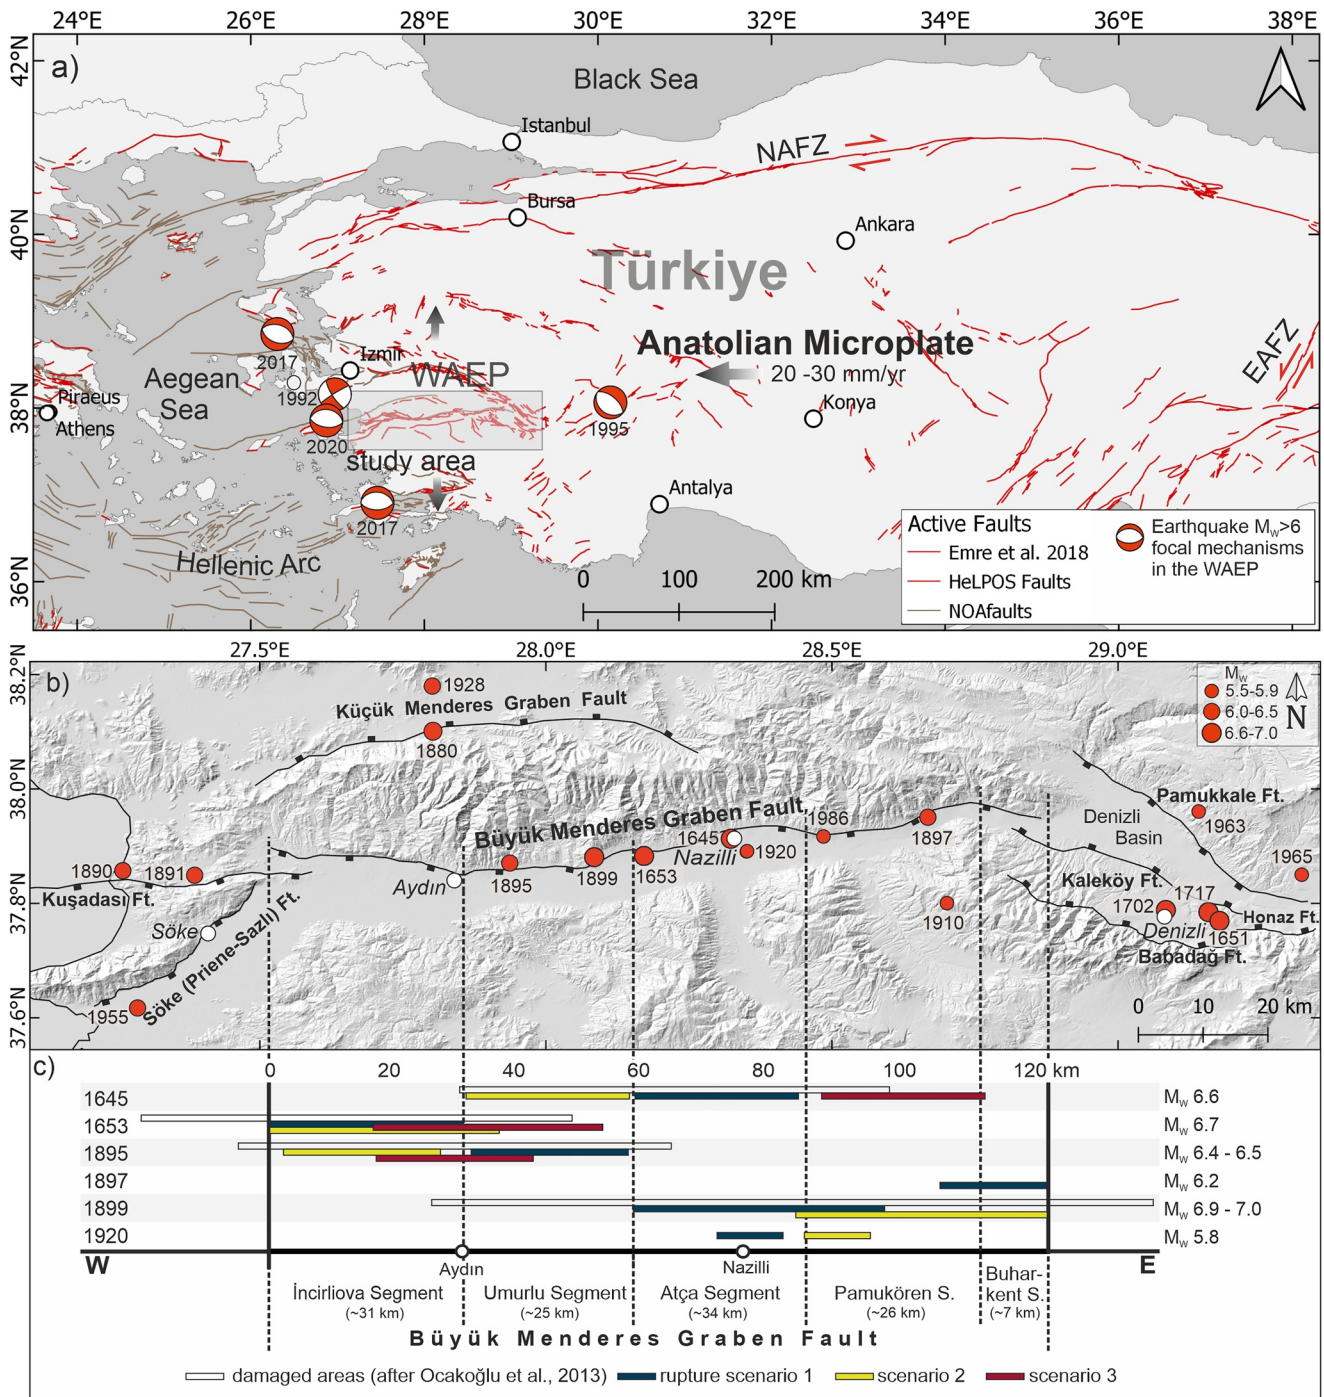 24°E 26°E 28°E 30°E 32°E 34°E 36°E 38°E
42°N
40°N
38°N
36°N
a)
Black Sea
Istanbul
NAFZ
Bursa
Ankara
Türkiye
Anatolian Microplate
20 -30 mm/yr
EAFZ
2017
Izmir
WAEP
Aegean
Sea
1992
Piraeus
Athens
Konya
1995
2020
study area
Antalya
2017
Hellenic Arc
0 100 200 km
Active Faults
Emre et al. 2018
HeLPOS Faults
NOAfaults
Earthquake Mw>6
focal mechanisms
in the WAEP
27.5°E 28.0°E 28.5°E 29.0°E
38.2°N
38.0°N
37.8°N
37.6°N
b)
1928
Küçük Menderes Graben Fault
1880
Mw
5.5-5.9
6.0-6.5
6.6-7.0
N
Pamukkale Ft.
1963
Denizli
Basin
Büyük Menderes Graben Fault
1986
1645
1897
Nazilli
1920
1965
1890
1891
Kuşadası Ft.
Aydın
1895
1899
1653
Kaleköy Ft.
1717
1702
1910
Honaz Ft.
Denizli
1651
Babadağ Ft.
Söke
Söke (Priene-Sazlı) Ft.
1955
0 10 20 km
c)
0 20 40 60 80 100 120 km
1645 Mw 6.6
1653 Mw 6.7
1895 Mw 6.4 - 6.5
1897 Mw 6.2
1899 Mw 6.9 - 7.0
1920 Mw 5.8
W E
Aydın Nazilli
İncirliova Segment
(~31 km)
Umurlu Segment
(~25 km)
Atça Segment
(~34 km)
Pamukören S.
(~26 km)
Buhar-
kent S.
(~7 km)
Büyük Menderes Graben Fault
damaged areas (after Ocakoğlu et al., 2013) rupture scenario 1 scenario 2 scenario 3